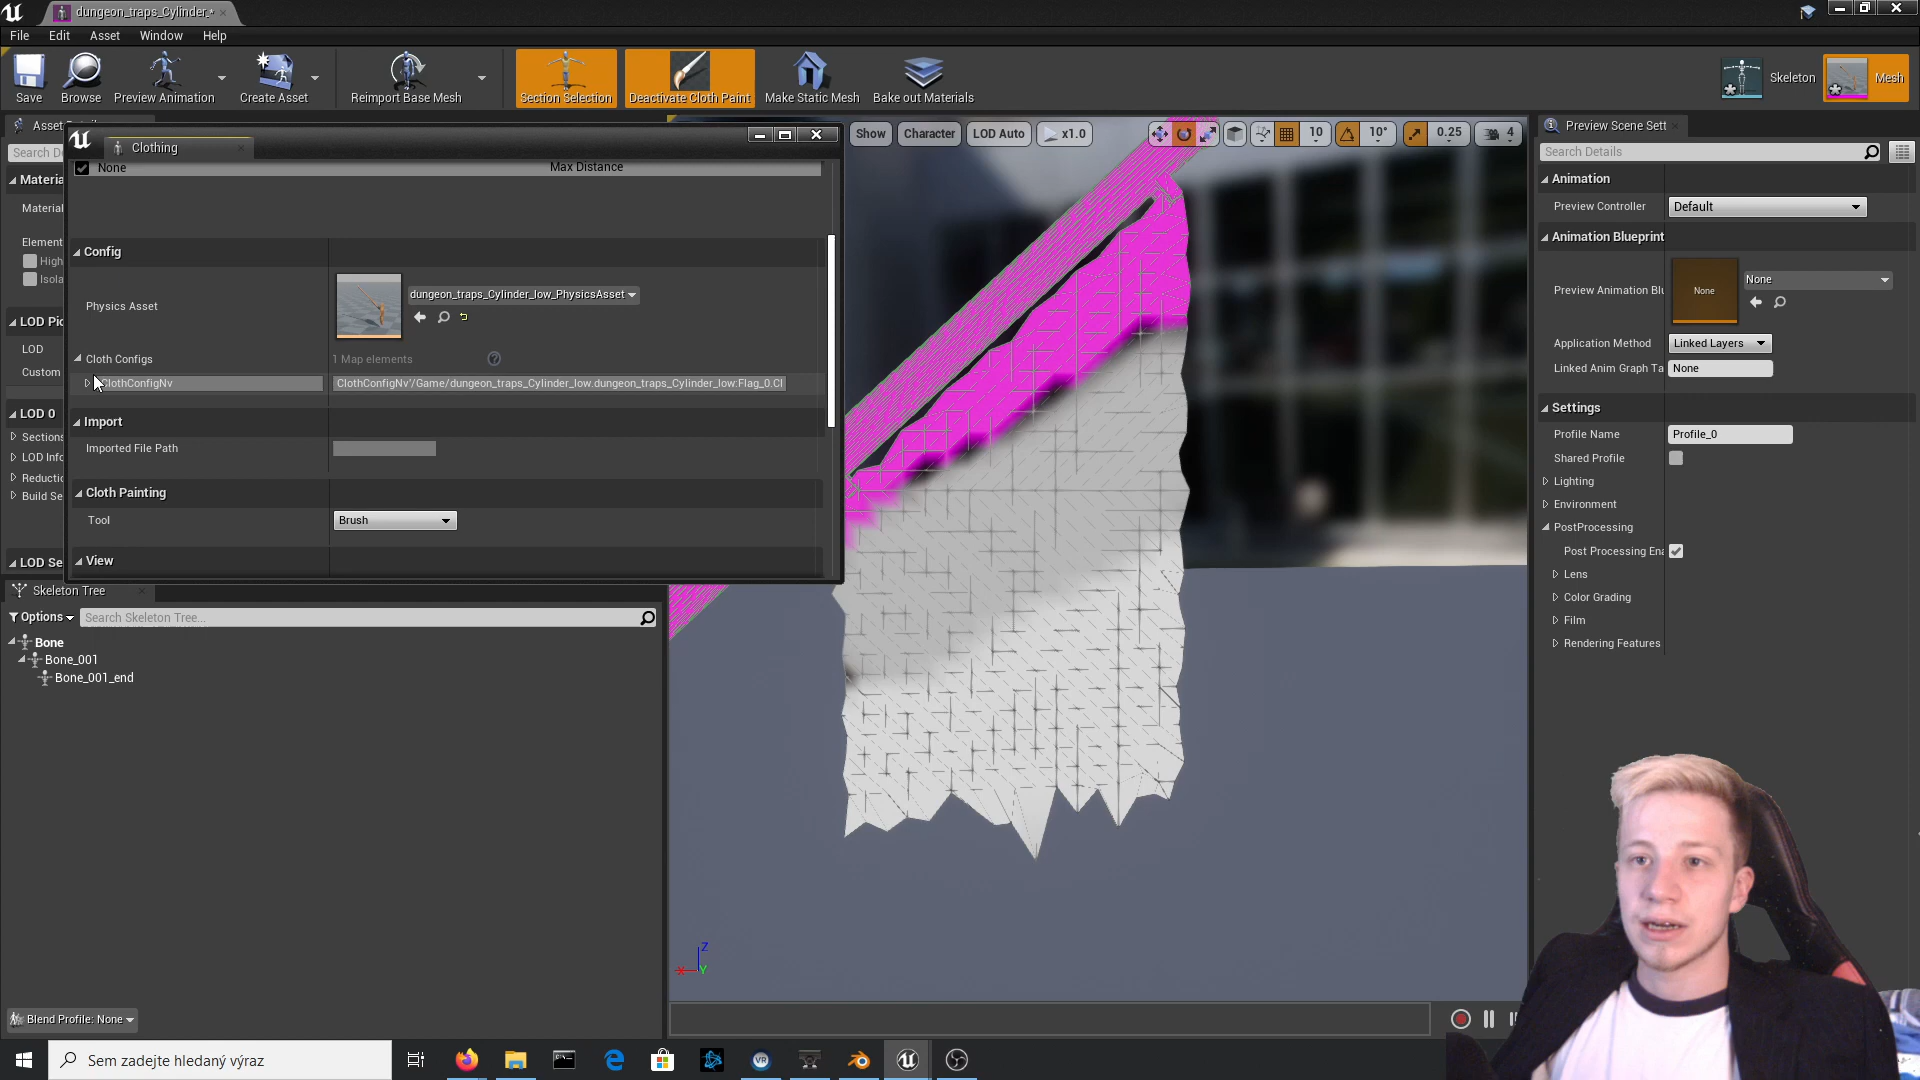 dungeon_traps_Cylinder_*
File Edit Asset Window Help
Save Browse Preview Animation Create Asset Reimport Base Mesh Section Selection Deactivate Cloth Paint Make Static Mesh Bake out Materials Skeleton Mesh
Search D
Materia
Material
Element
High
Isola
LOD Pic
LOD
Custom
LOD 0
Sections
LOD Info
Reductio
Build Se
LOD Se
Clothing
None Max Distance
Config
Physics Asset dungeon_traps_Cylinder_low_PhysicsAsset
Cloth Configs 1 Map elements
ClothConfigNv ClothConfigNv'/Game/dungeon_traps_Cylinder_low.dungeon_traps_Cylinder_low:Flag_0.Cl
Import
Imported File Path
Cloth Painting
Tool Brush
View
Skeleton Tree
Options Search Skeleton Tree...
Bone
Bone_001
Bone_001_end
Blend Profile: None
Show Character LOD Auto x1.0 10 10° 0.25 4
Z
X Y
Preview Scene Sett
Search Details
Animation
Preview Controller Default
Animation Blueprint
Preview Animation Blu None None
Application Method Linked Layers
Linked Anim Graph Ta None
Settings
Profile Name Profile_0
Shared Profile
Lighting
Environment
PostProcessing
Post Processing Ena
Lens
Color Grading
Film
Rendering Features
Sem zadejte hledaný výraz